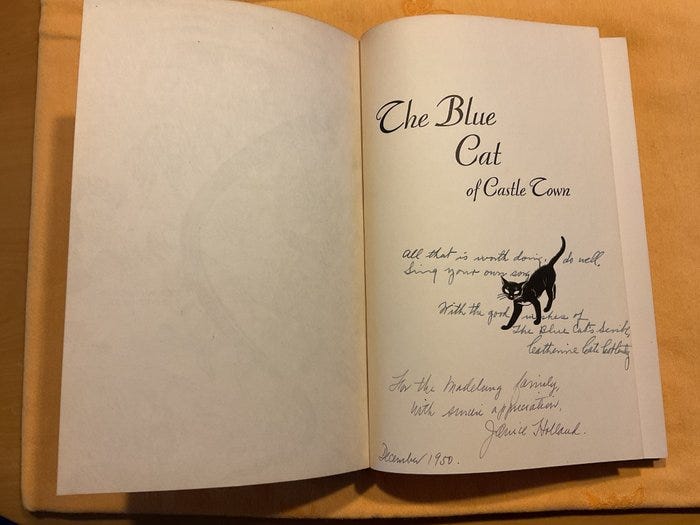 The Blue
Cat
of Castle Town
All that is worth doing, do well.
Sing your own song
With the good wishes of
The Blue Cat's Scribe,
Catherine Cate Coblentz
For the Madelung family,
With sincere appreciation,
Janice Holland.
December 1950.